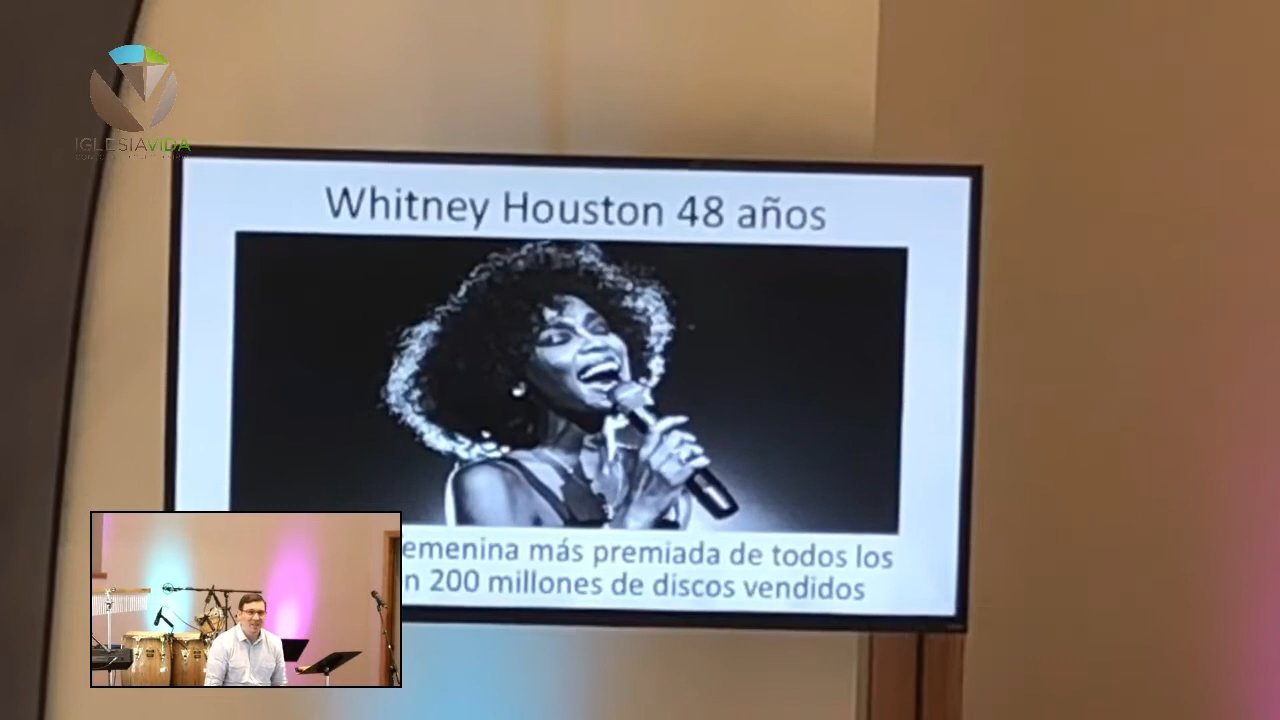 IGLESIAVIDA
Whitney Houston 48 años
emenina más premiada de todos los
n 200 millones de discos vendidos